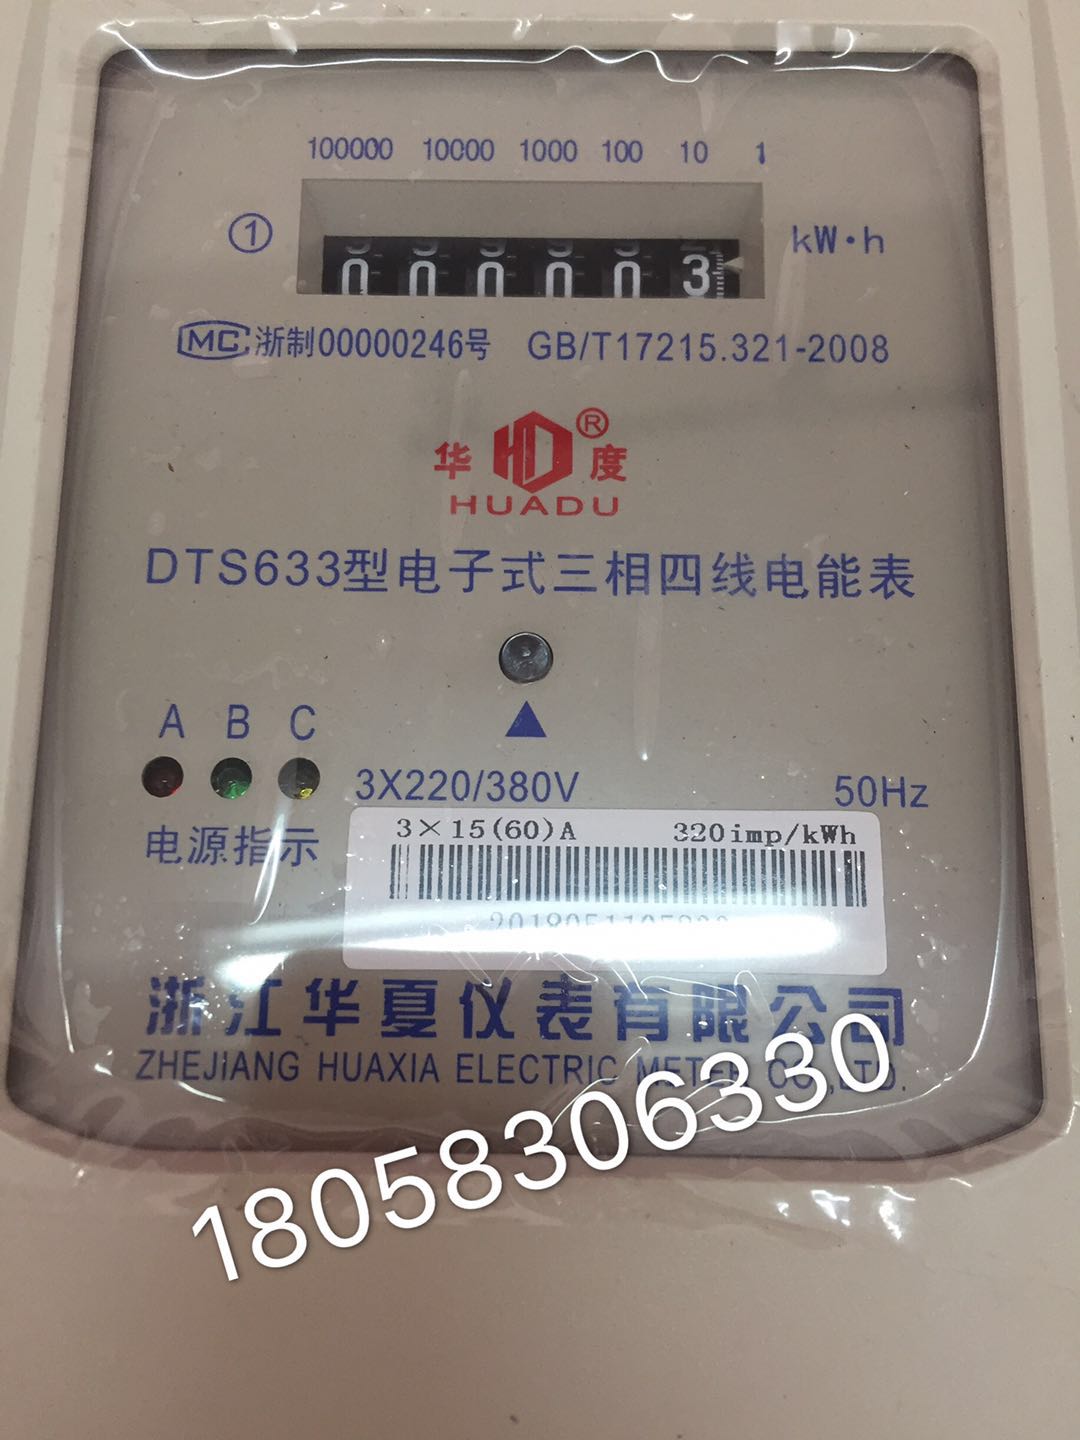 100000 10000 1000 100 10 1
① 000003 kW·h
MC 浙制00000246号 GB/T17215.321-2008
华 HD® 度
HUADU
DTS633型电子式三相四线电能表
A B C
3X220/380V 50Hz
电源指示
3×15(60)A 320imp/kWh
浙江华夏仪表有限公司
ZHEJIANG HUAXIA ELECTRIC METER CO.,LTD.
18058306330